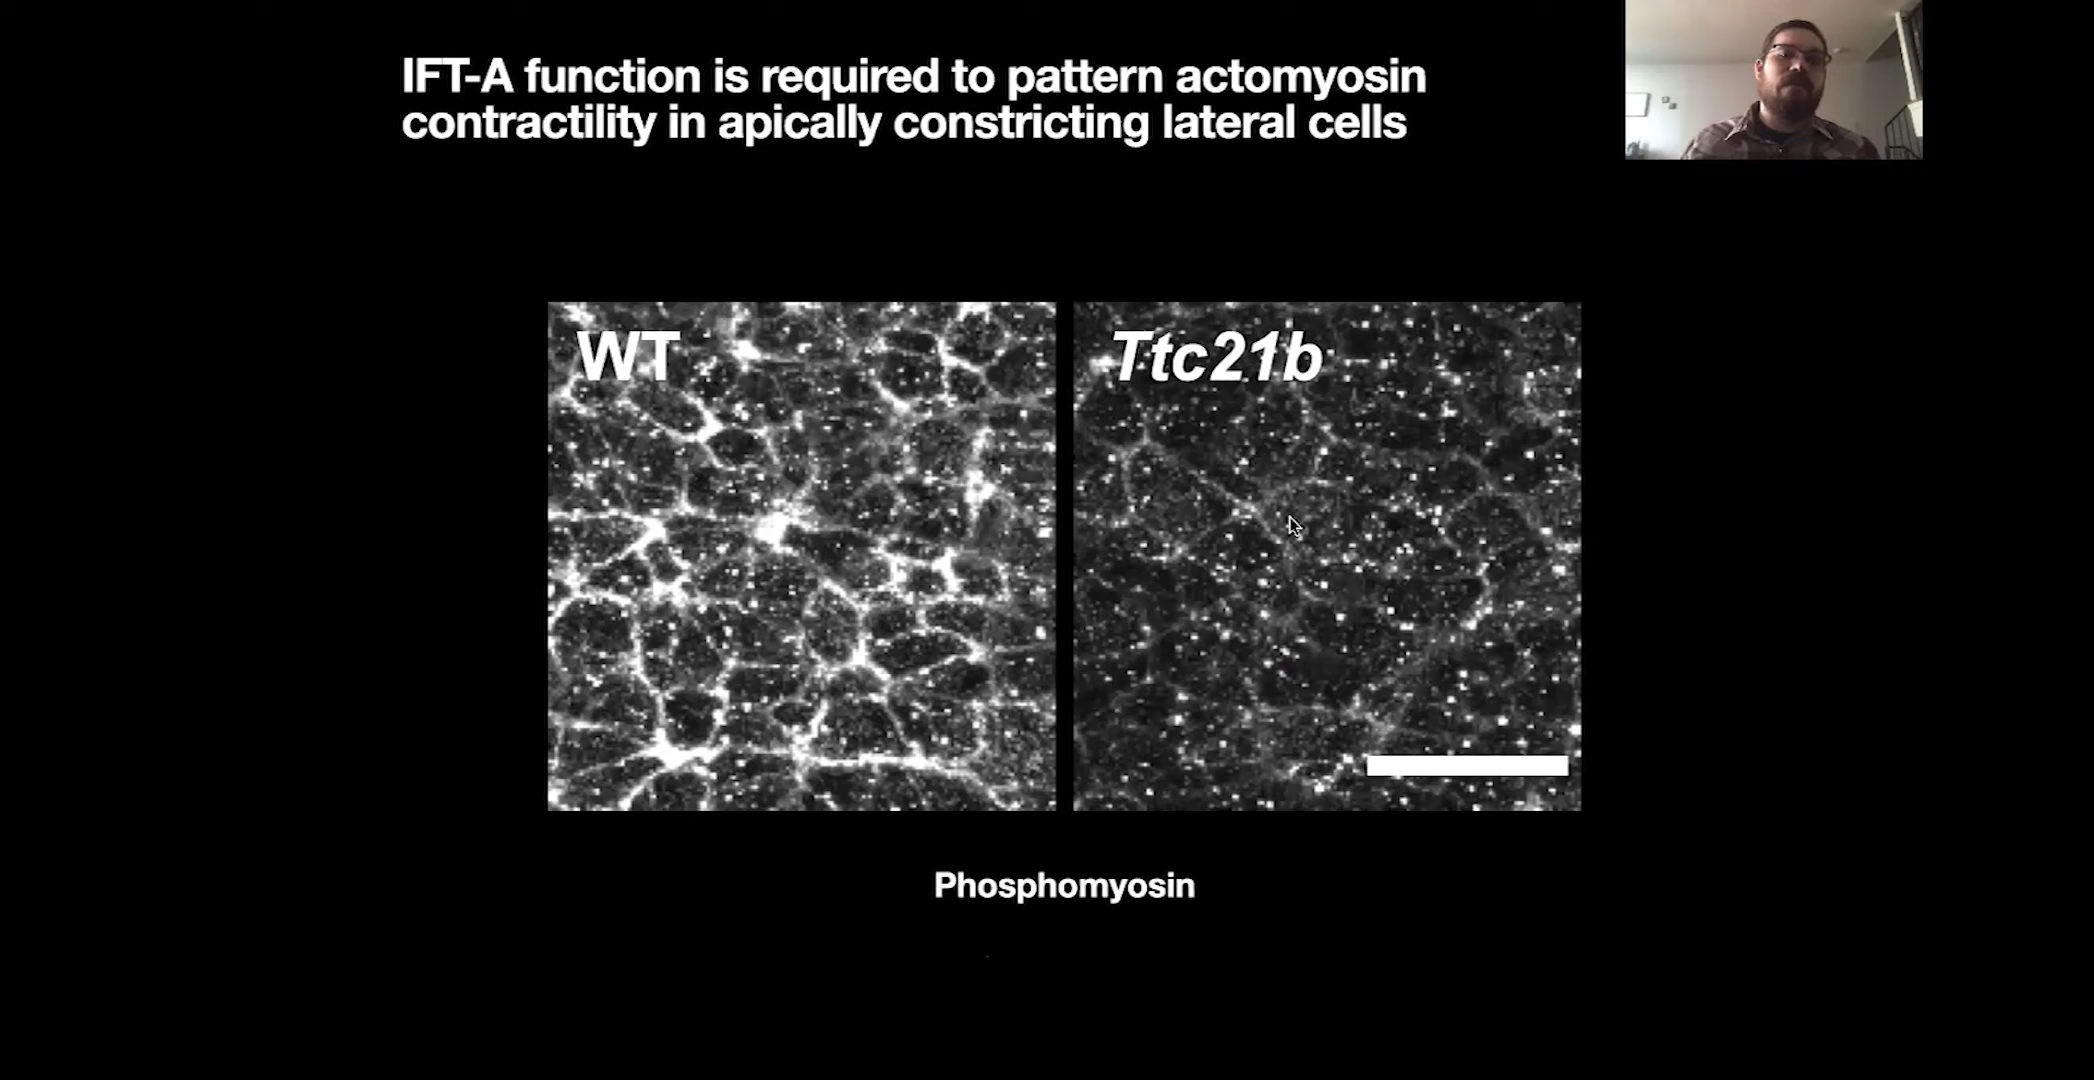 IFT-A function is required to pattern actomyosin
contractility in apically constricting lateral cells
WT
Ttc21b
Phosphomyosin